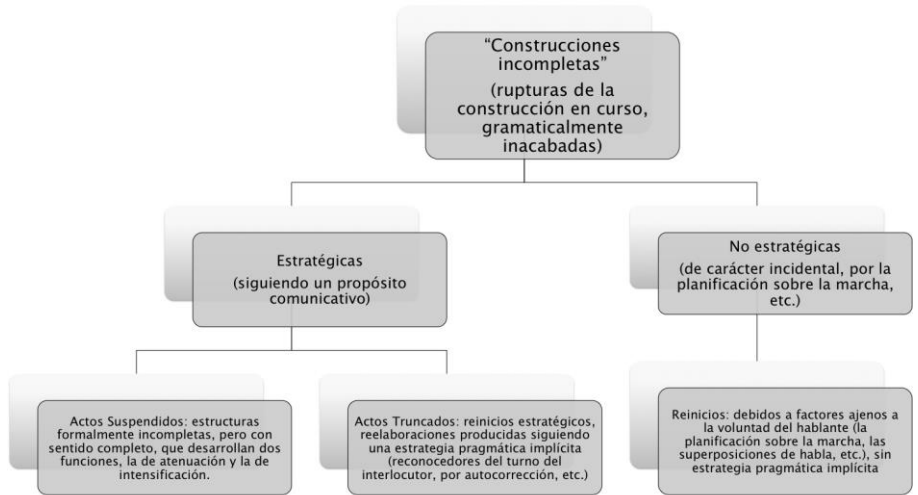 “Construcciones
incompletas”
(rupturas de la
construcción en curso,
gramaticalmente
inacabadas)
Estratégicas
(siguiendo un propósito
comunicativo)
No estratégicas
(de carácter incidental, por la
planificación sobre la marcha,
etc.)
Actos Suspendidos: estructuras
formalmente incompletas, pero con
sentido completo, que desarrollan dos
funciones, la de atenuación y la de
intensificación.
Actos Truncados: reinicios estratégicos,
reelaboraciones producidas siguiendo
una estrategia pragmática implícita
(reconocedores del turno del
interlocutor, por autocorrección, etc.)
Reinicios: debidos a factores ajenos a
la voluntad del hablante (la
planificación sobre la marcha, las
superposiciones de habla, etc.), sin
estrategia pragmática implícita